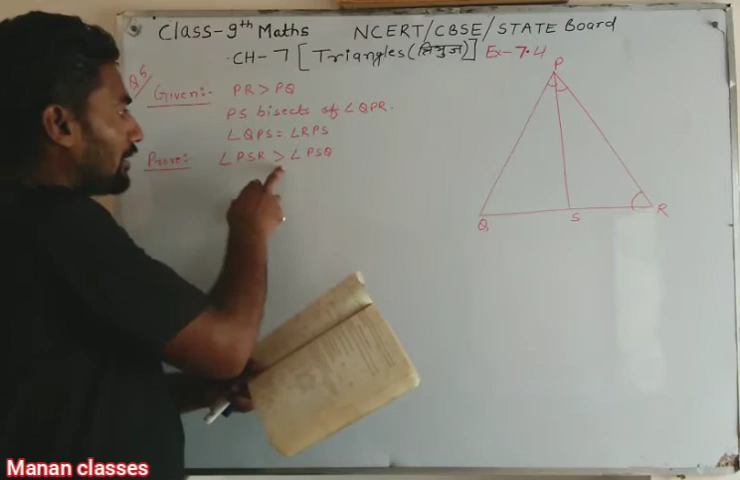 Class-9th Maths NCERT/CBSE/STATE Board
CH-7 [Triangles(त्रिभुज)] Ex-7.4
Q5
Given:- PR > PQ
PS bisects of ∠QPR.
∠QPS = ∠RPS
Prove:- ∠PSR > ∠PSQ
P
Q S R
Manan classes